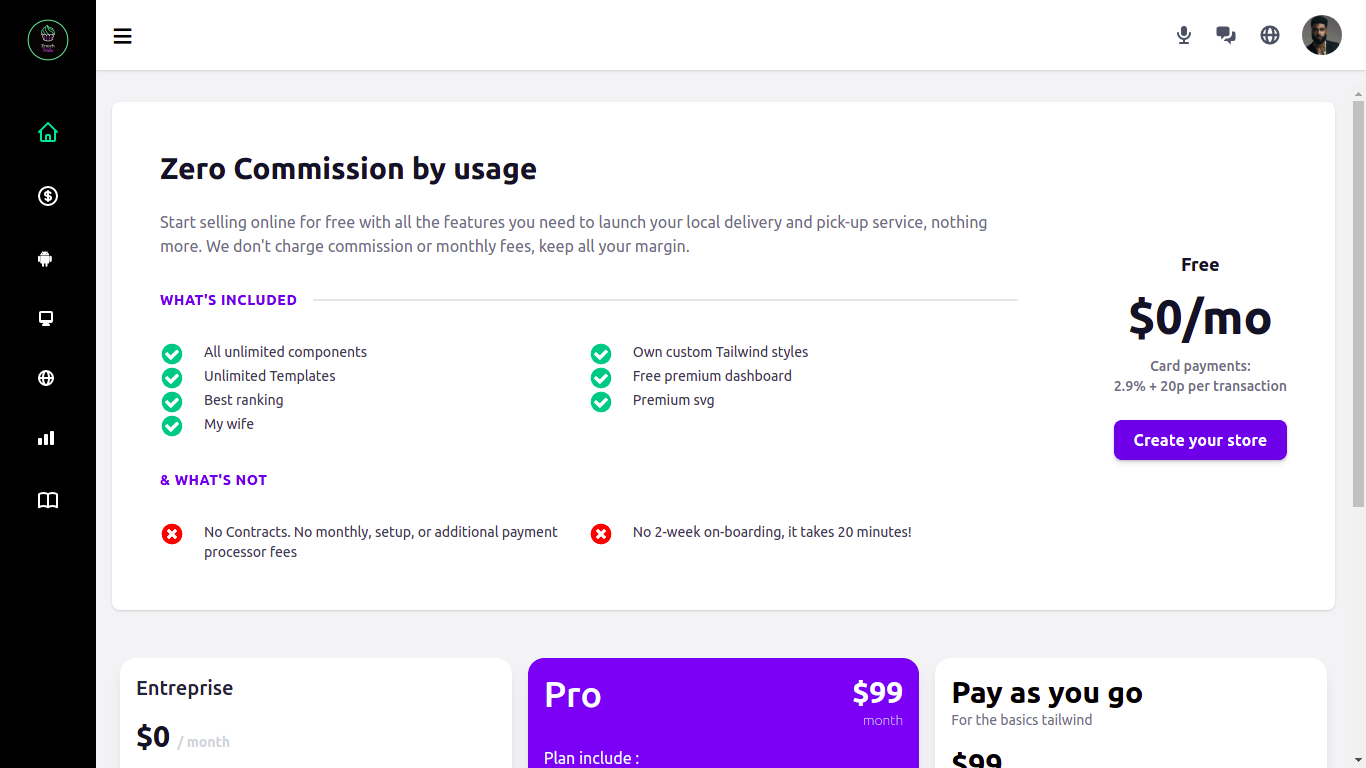 Zero Commission by usage
Start selling online for free with all the features you need to launch your local delivery and pick-up service, nothing
more. We don't charge commission or monthly fees, keep all your margin.
WHAT'S INCLUDED
All unlimited components
Own custom Tailwind styles
Unlimited Templates
Free premium dashboard
Best ranking
Premium svg
My wife
& WHAT'S NOT
No Contracts. No monthly, setup, or additional payment
processor fees
No 2-week on-boarding, it takes 20 minutes!
Free
$0/mo
Card payments:
2.9% + 20p per transaction
Create your store
Entreprise
$0 / month
Pro
$99
month
Plan include :
Pay as you go
For the basics tailwind
$99